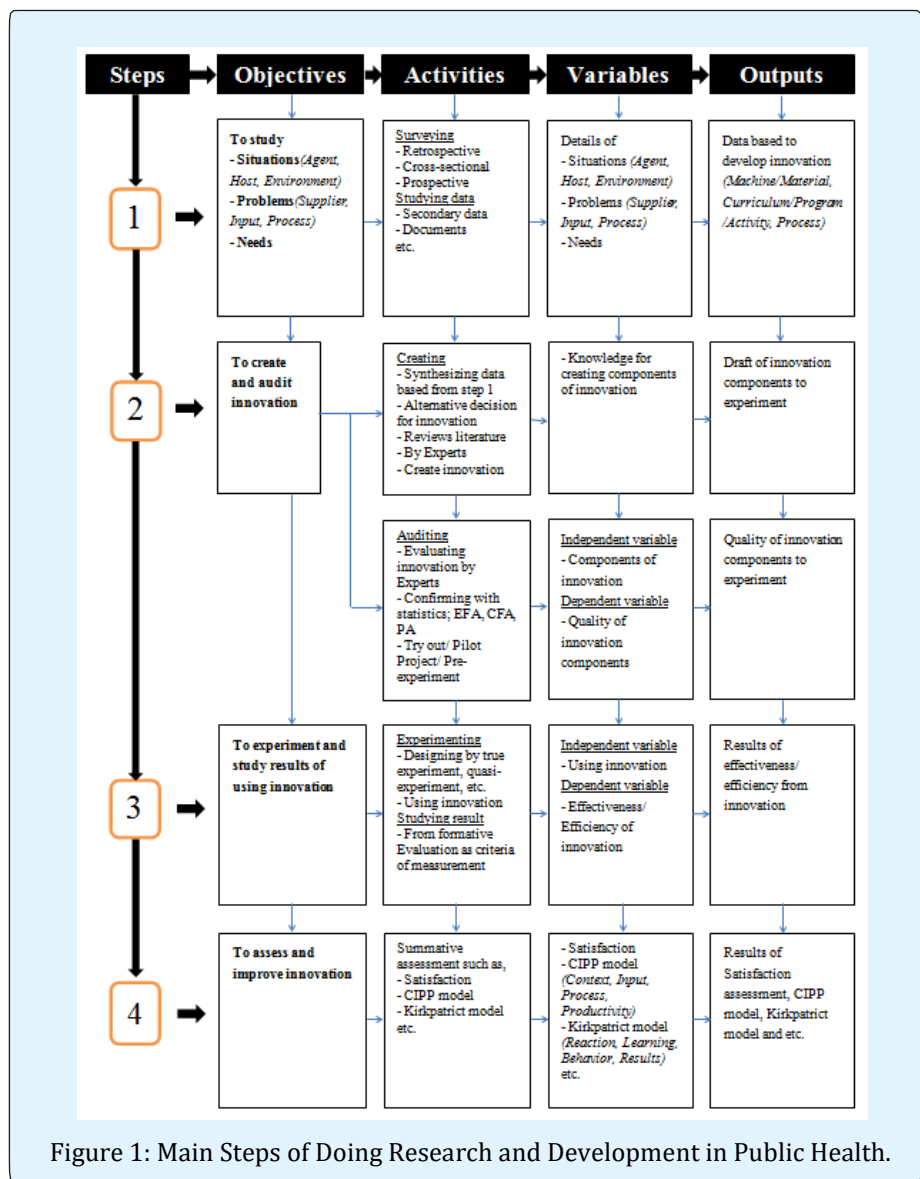 Steps
Objectives
Activities
Variables
Outputs
1
To study
- Situations(Agent,
Host, Environment)
- Problems(Supplier,
Input, Process)
- Needs
Surveying
- Retrospective
- Cross-sectional
- Prospective
Studying data
- Secondary data
- Documents
etc.
Details of
- Situations (Agent,
Host, Environment)
- Problems (Supplier,
Input, Process)
- Needs
Data based to
develop innovation
(Machine/Material,
Curriculum/Program
/Activity, Process)
2
To create
and audit
innovation
Creating
- Synthesizing data
based from step 1
- Alternative decision
for innovation
- Reviews literature
- By Experts
- Create innovation
- Knowledge for
creating components
of innovation
Draft of innovation
components to
experiment
Auditing
- Evaluating
innovation by
Experts
- Confirming with
statistics; EFA, CFA,
PA
- Try out/ Pilot
Project/ Pre-
experiment
Independent variable
- Components of
innovation
Dependent variable
- Quality of
innovation
components
Quality of innovation
components to
experiment
3
To experiment and
study results of
using innovation
Experimenting
- Designing by true
experiment, quasi-
experiment, etc.
- Using innovation
Studying result
- From formative
Evaluation as criteria
of measurement
Independent variable
- Using innovation
Dependent variable
- Effectiveness/
Efficiency of
innovation
Results of
effectiveness/
efficiency from
innovation
4
To assess and
improve innovation
Summative
assessment such as,
- Satisfaction
- CIPP model
- Kirkpatrict model
etc.
- Satisfaction
- CIPP model
(Context, Input,
Process,
Productivity)
- Kirkpatrict model
(Reaction, Learning,
Behavior, Results)
etc.
Results of
Satisfaction
assessment, CIPP
model, Kirkpatrict
model and etc.
Figure 1: Main Steps of Doing Research and Development in Public Health.